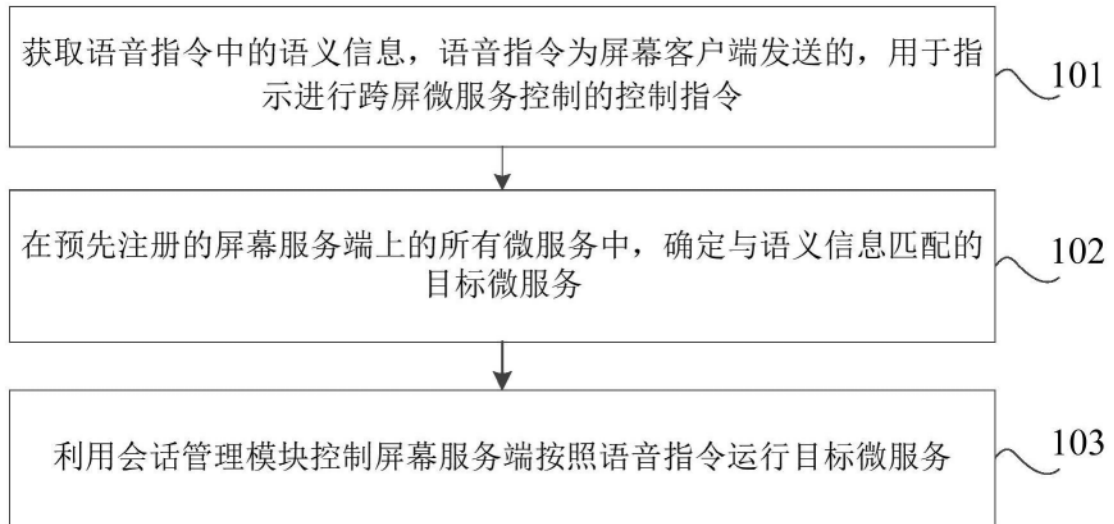 获取语音指令中的语义信息，语音指令为屏幕客户端发送的，用于指
示进行跨屏微服务控制的控制指令
101
在预先注册的屏幕服务端上的所有微服务中，确定与语义信息匹配的
目标微服务
102
利用会话管理模块控制屏幕服务端按照语音指令运行目标微服务
103